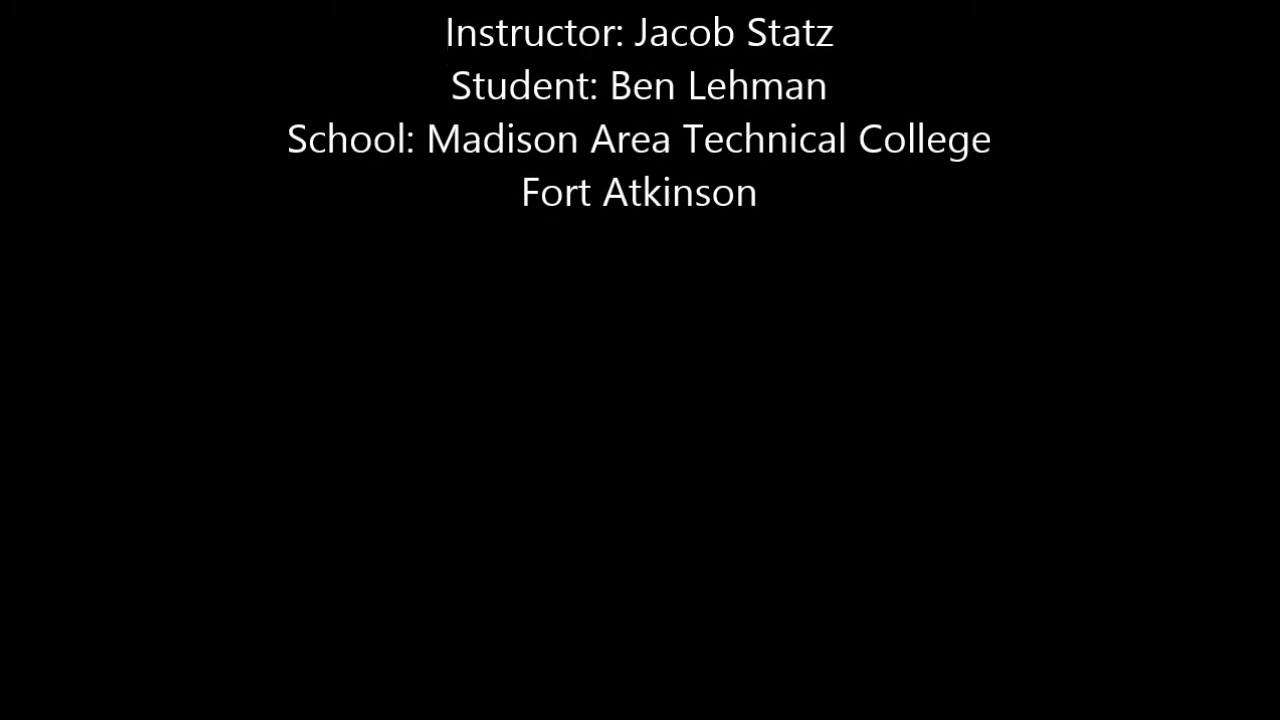 Instructor: Jacob Statz
Student: Ben Lehman
School: Madison Area Technical College
Fort Atkinson